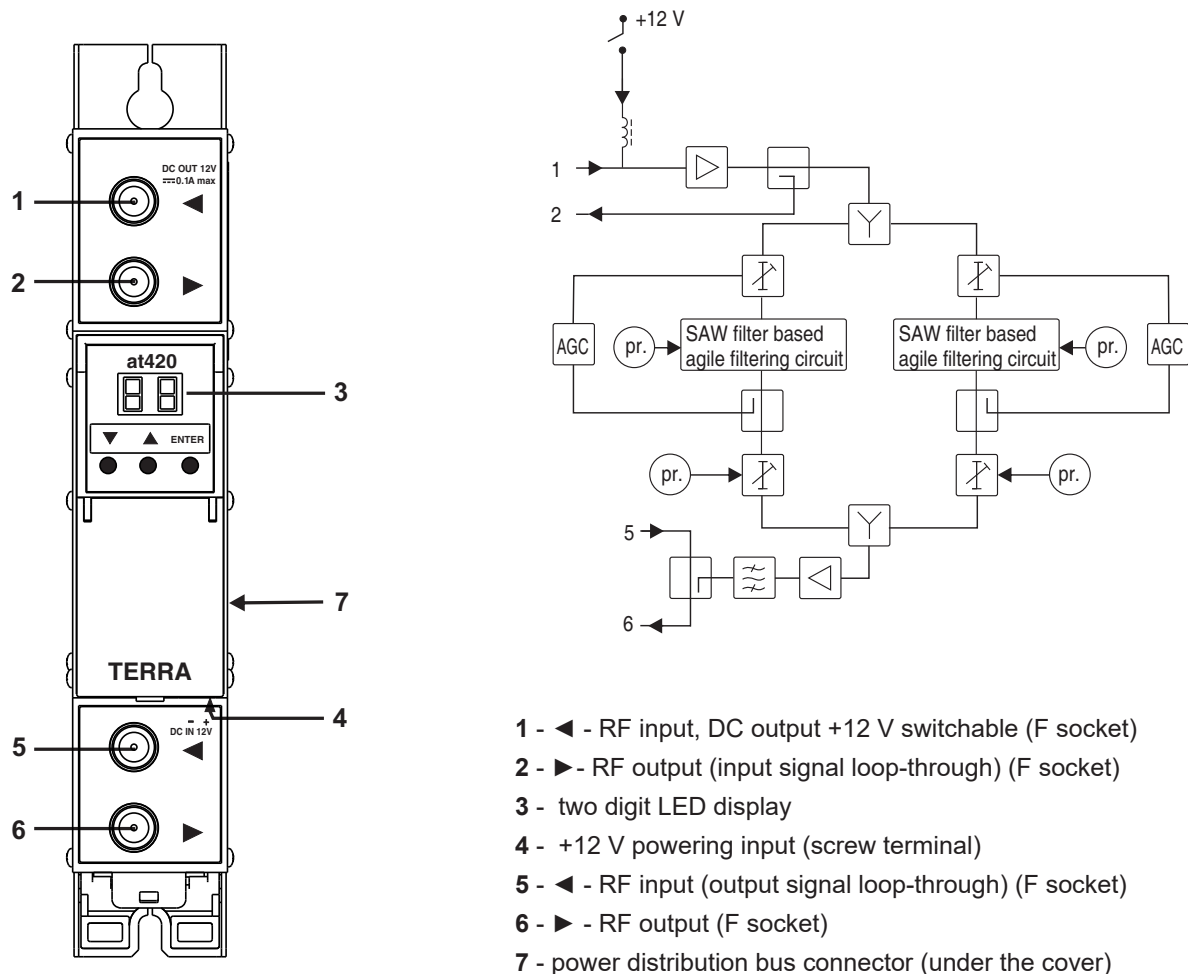 DC OUT 12V
⎓0.1A max
1
2
at420
3
▼ ▲ ENTER
7
TERRA
4
- +
DC IN 12V
5
6
+12 V
1
2
AGC
pr.
SAW filter based
agile filtering circuit
SAW filter based
agile filtering circuit
pr.
AGC
pr.
pr.
5
6
1 - ◄ - RF input, DC output +12 V switchable (F socket)
2 - ►- RF output (input signal loop-through) (F socket)
3 - two digit LED display
4 - +12 V powering input (screw terminal)
5 - ◄ - RF input (output signal loop-through) (F socket)
6 - ► - RF output (F socket)
7 - power distribution bus connector (under the cover)